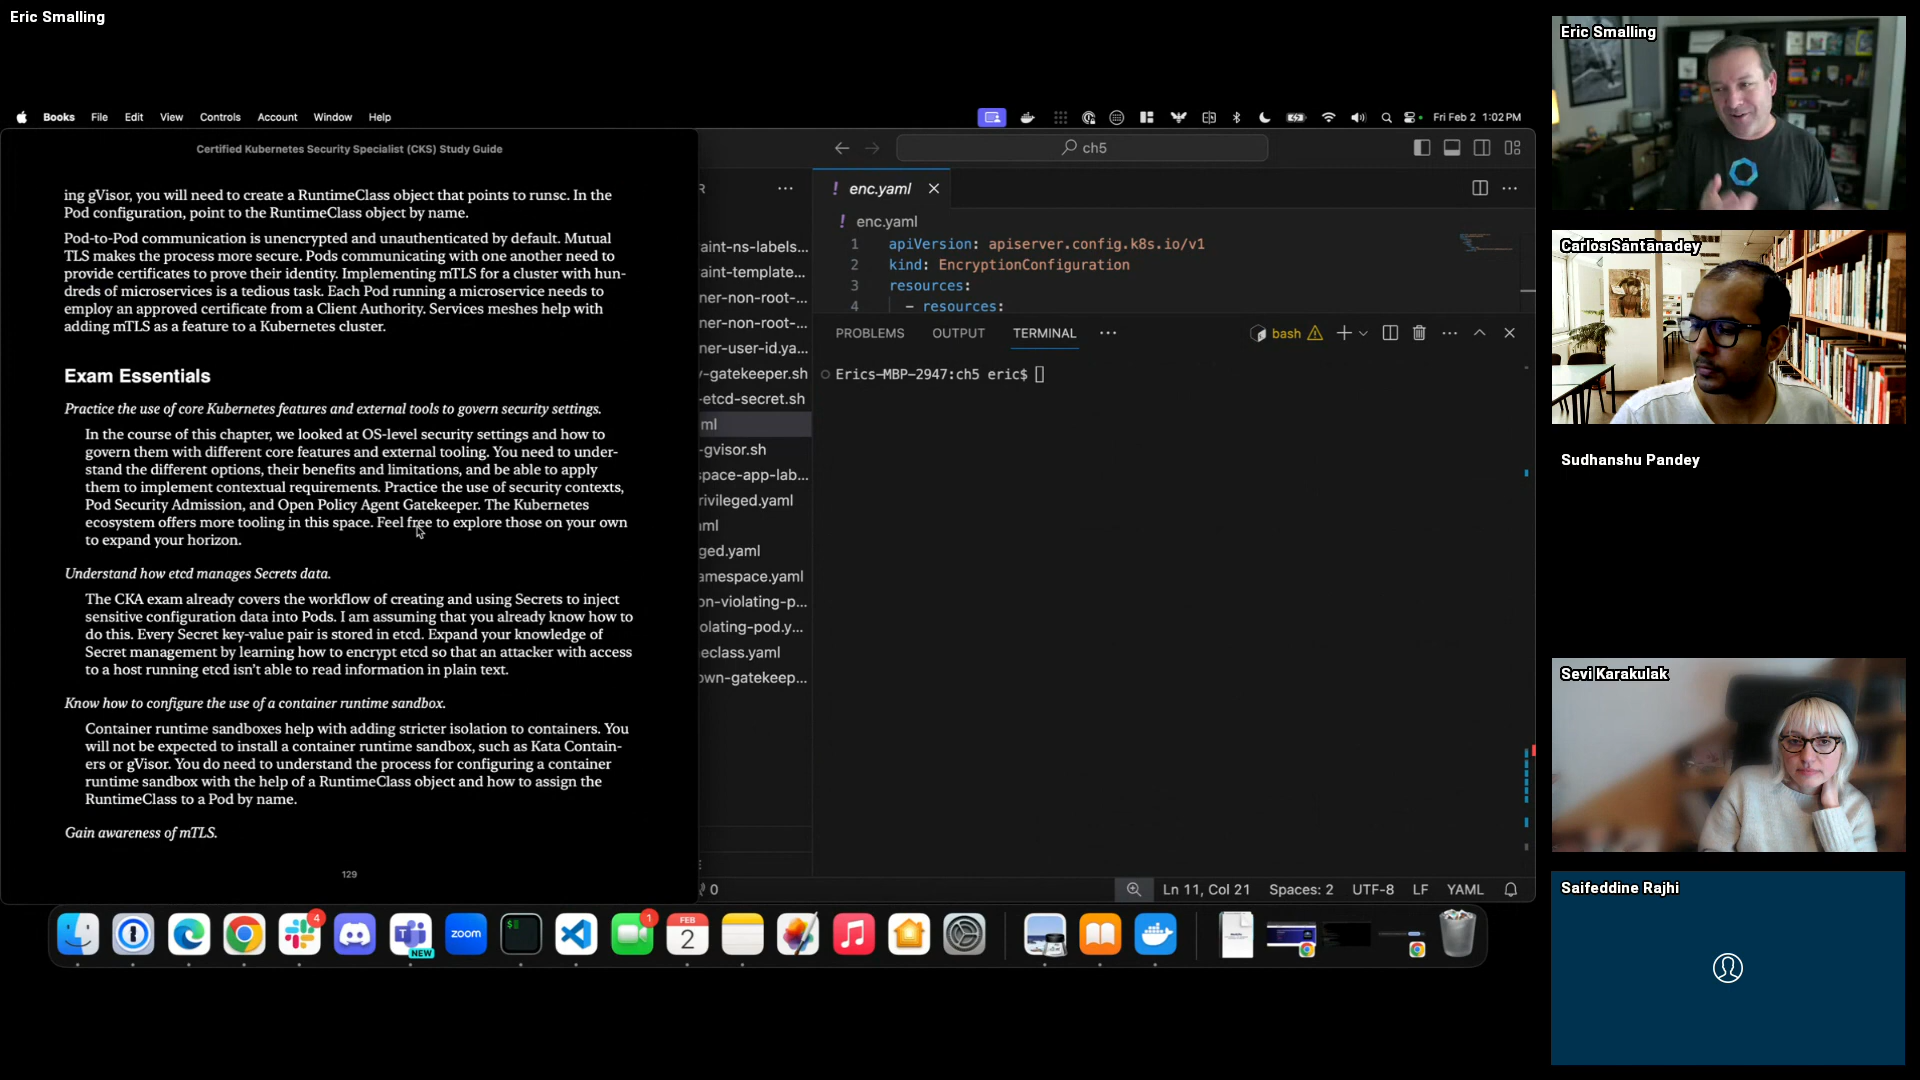 Eric Smalling
Books File Edit View Controls Account Window Help
Fri Feb 2 1:02 PM
Certified Kubernetes Security Specialist (CKS) Study Guide
ing gVisor, you will need to create a RuntimeClass object that points to runsc. In the
Pod configuration, point to the RuntimeClass object by name.
Pod-to-Pod communication is unencrypted and unauthenticated by default. Mutual
TLS makes the process more secure. Pods communicating with one another need to
provide certificates to prove their identity. Implementing mTLS for a cluster with hun-
dreds of microservices is a tedious task. Each Pod running a microservice needs to
employ an approved certificate from a Client Authority. Services meshes help with
adding mTLS as a feature to a Kubernetes cluster.
Exam Essentials
Practice the use of core Kubernetes features and external tools to govern security settings.
In the course of this chapter, we looked at OS-level security settings and how to
govern them with different core features and external tooling. You need to under-
stand the different options, their benefits and limitations, and be able to apply
them to implement contextual requirements. Practice the use of security contexts,
Pod Security Admission, and Open Policy Agent Gatekeeper. The Kubernetes
ecosystem offers more tooling in this space. Feel free to explore those on your own
to expand your horizon.
Understand how etcd manages Secrets data.
The CKA exam already covers the workflow of creating and using Secrets to inject
sensitive configuration data into Pods. I am assuming that you already know how to
do this. Every Secret key-value pair is stored in etcd. Expand your knowledge of
Secret management by learning how to encrypt etcd so that an attacker with access
to a host running etcd isn't able to read information in plain text.
Know how to configure the use of a container runtime sandbox.
Container runtime sandboxes help with adding stricter isolation to containers. You
will not be expected to install a container runtime sandbox, such as Kata Contain-
ers or gVisor. You do need to understand the process for configuring a container
runtime sandbox with the help of a RuntimeClass object and how to assign the
RuntimeClass to a Pod by name.
Gain awareness of mTLS.
129
R
aint-ns-labels...
aint-template...
ner-non-root-...
ner-non-root-...
ner-user-id.ya...
y-gatekeeper.sh
-etcd-secret.sh
ml
-gvisor.sh
space-app-lab...
rivileged.yaml
ml
ged.yaml
amespace.yaml
on-violating-p...
olating-pod.y...
eclass.yaml
own-gatekeep...
0
ch5
! enc.yaml
! enc.yaml
1 apiVersion: apiserver.config.k8s.io/v1
2 kind: EncryptionConfiguration
3 resources:
4 - resources:
PROBLEMS OUTPUT TERMINAL ...
bash
Erics-MBP-2947:ch5 eric$
Ln 11, Col 21 Spaces: 2 UTF-8 LF YAML
4
NEW
zoom
$
1
FEB
2
Eric Smalling
Carlos Santana
Sudhanshu Pandey
Sevi Karakulak
Saifeddine Rajhi